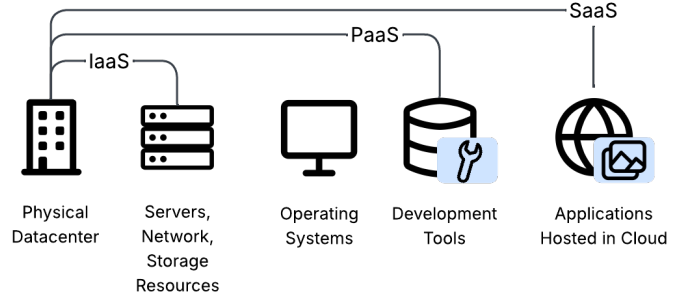 SaaS
PaaS
IaaS
Physical
Datacenter
Servers,
Network,
Storage
Resources
Operating
Systems
Development
Tools
Applications
Hosted in Cloud